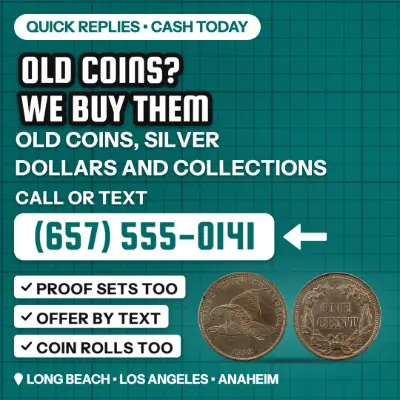 QUICK REPLIES • CASH TODAY
OLD COINS?
WE BUY THEM
OLD COINS, SILVER
DOLLARS AND COLLECTIONS
CALL OR TEXT
(657) 555-0141
✓ PROOF SETS TOO
✓ OFFER BY TEXT
✓ COIN ROLLS TOO
ONE
CENT
LONG BEACH • LOS ANGELES • ANAHEIM